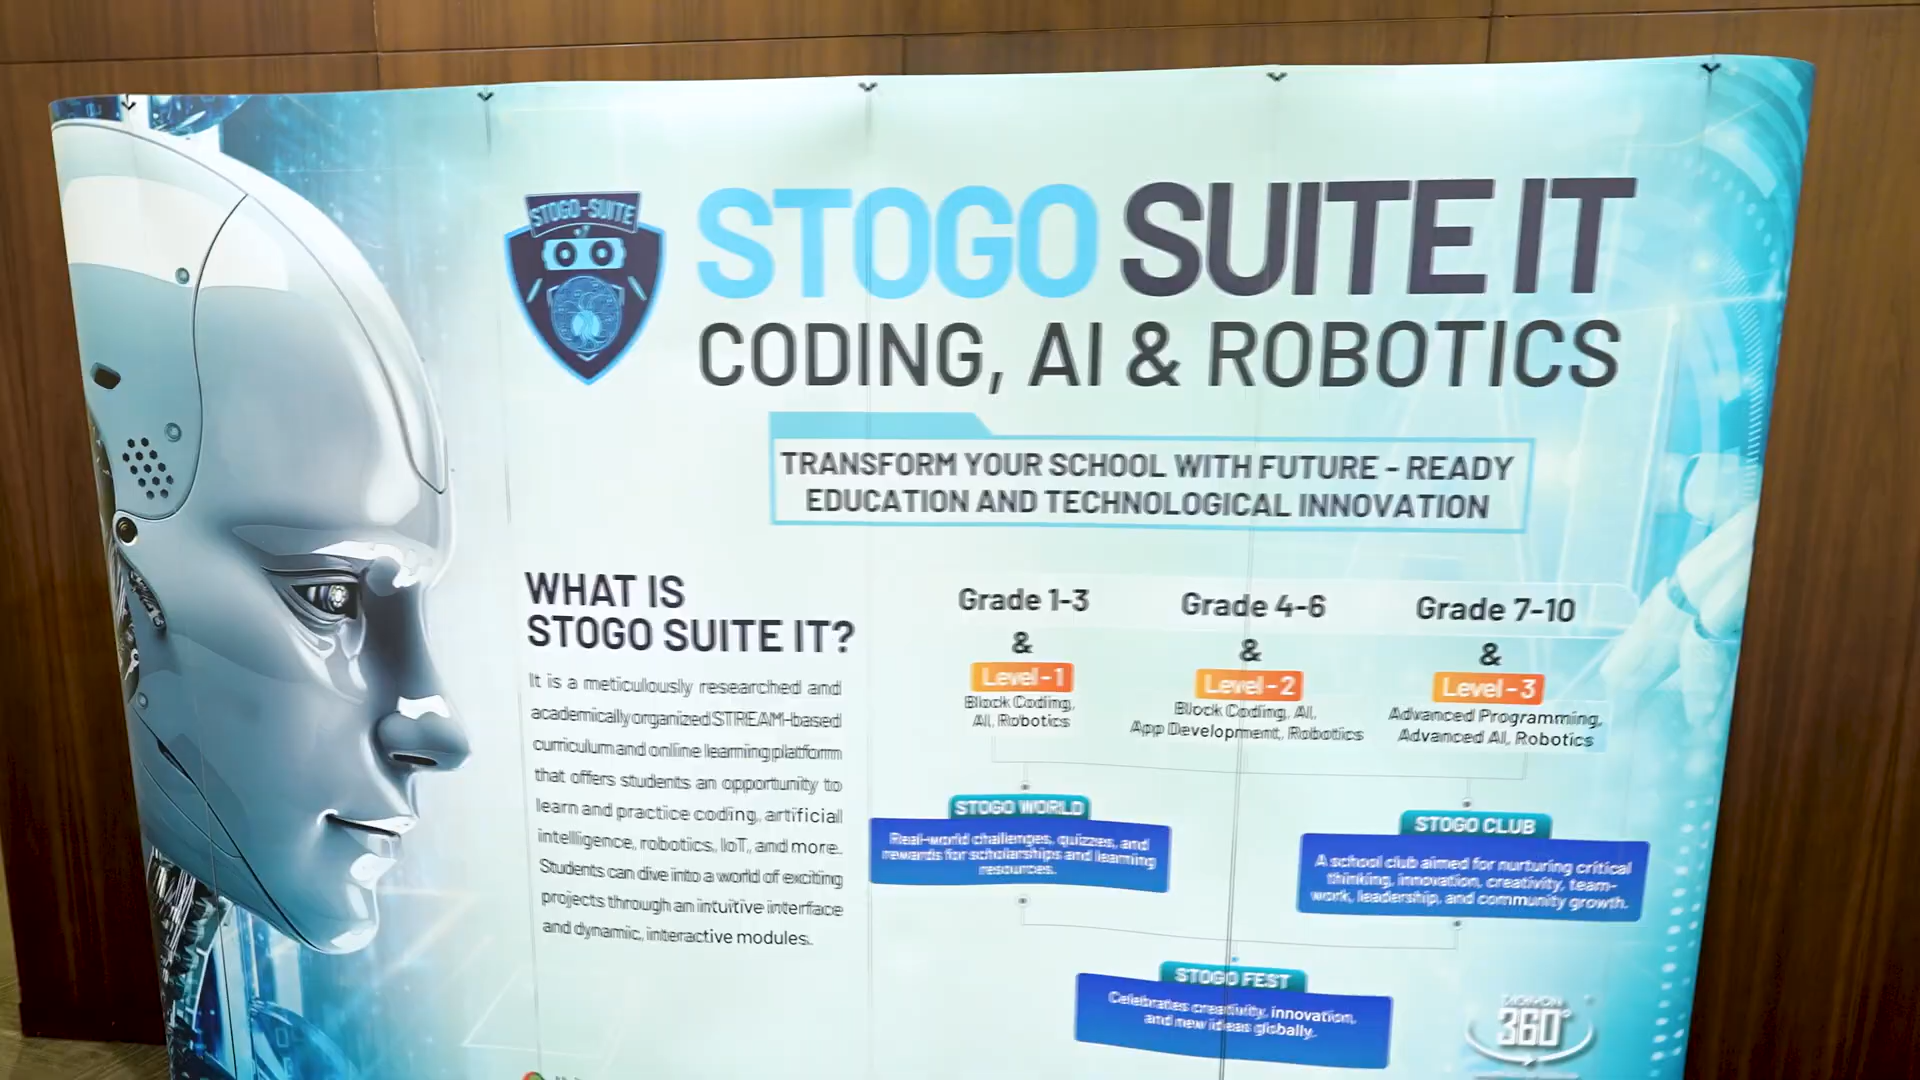 STOGO-SUITE
STOGO SUITE IT
CODING, AI & ROBOTICS
TRANSFORM YOUR SCHOOL WITH FUTURE - READY
EDUCATION AND TECHNOLOGICAL INNOVATION
WHAT IS
STOGO SUITE IT?
It is a meticulously researched and
academically organized STREAM-based
curriculum and online learning platform
that offers students an opportunity to
learn and practice coding, artificial
intelligence, robotics, IoT, and more.
Students can dive into a world of exciting
projects through an intuitive interface
and dynamic, interactive modules.
Grade 1-3
&
Level-1
Block Coding,
AI, Robotics
Grade 4-6
&
Level-2
Block Coding, AI,
App Development, Robotics
Grade 7-10
&
Level-3
Advanced Programming,
Advanced AI, Robotics
STOGO WORLD
Real-world challenges, quizzes, and
rewards for scholarships and learning
resources.
STOGO CLUB
A school club aimed for nurturing critical
thinking, innovation, creativity, team-
work, leadership, and community growth.
STOGO FEST
Celebrates creativity, innovation,
and new ideas globally.
360°